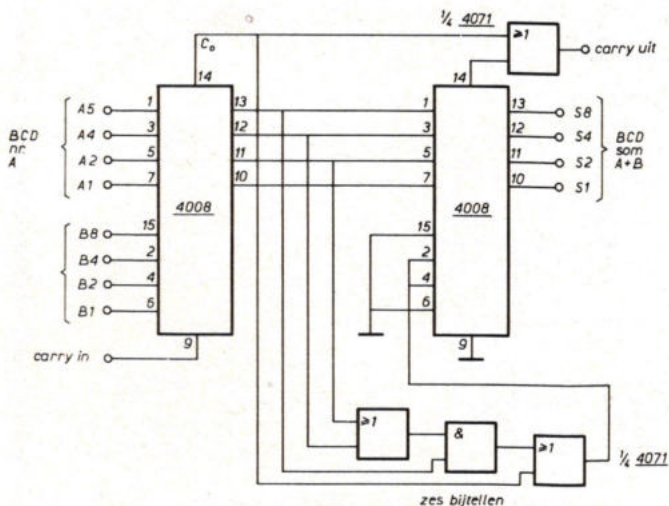 ¼ 4071
≥1
carry uit
C₀
14
14
BCD
nr.
A
A5
A4
A2
A1
1
3
5
7
13
12
11
10
4008
1
3
5
7
4008
13
12
11
10
S8
S4
S2
S1
BCD
som
A+B
B8
B4
B2
B1
15
2
4
6
15
2
4
6
carry in
9
9
≥1
&
≥1
¼ 4071
zes bijtellen